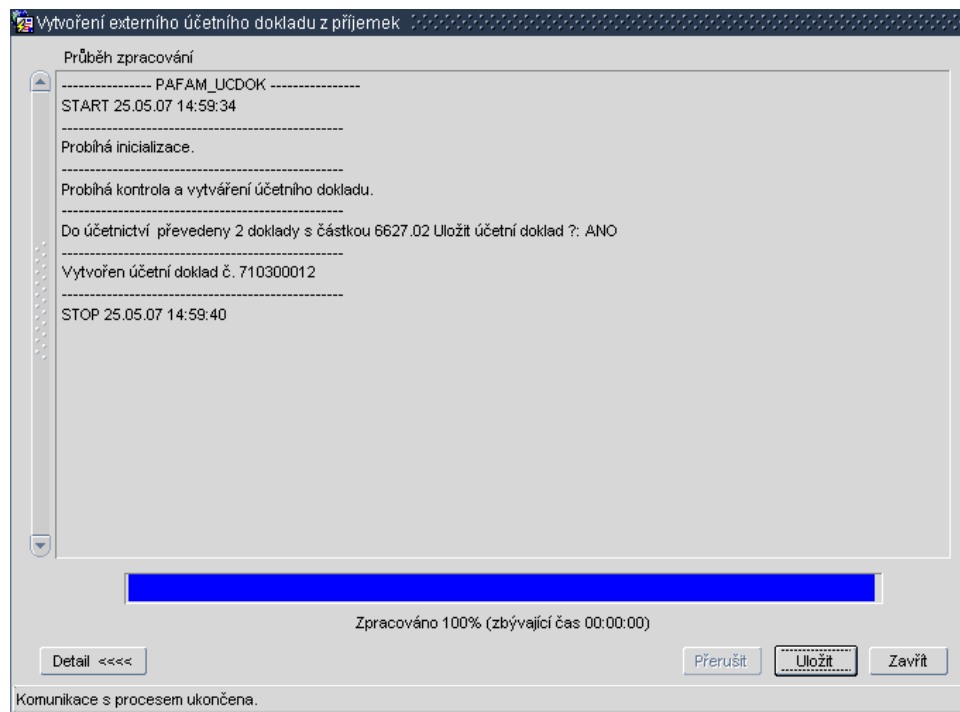 Vytvoření externího účetního dokladu z příjemek
Průběh zpracování
---------------- PAFAM_UCDOK ----------------
START 25.05.07 14:59:34
--------------------------------------------------
Probíhá inicializace.
--------------------------------------------------
Probíhá kontrola a vytváření účetního dokladu.
--------------------------------------------------
Do účetnictví převedeny 2 doklady s částkou 6627.02 Uložit účetní doklad ?: ANO
--------------------------------------------------
Vytvořen účetní doklad č. 710300012
--------------------------------------------------
STOP 25.05.07 14:59:40
Zpracováno 100% (zbývající čas 00:00:00)
Detail <<<<
Přerušit
Uložit
Zavřít
Komunikace s procesem ukončena.